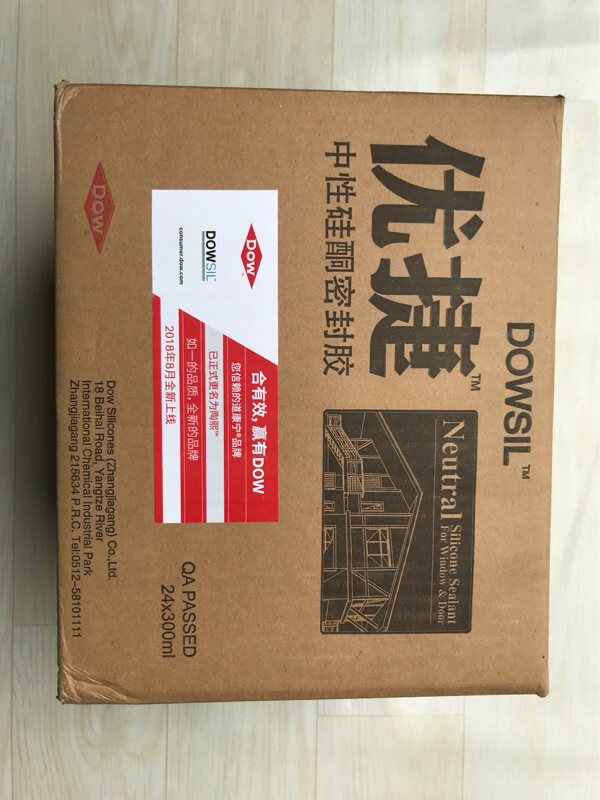 DOWSIL™
优捷™
中性硅酮密封胶
Neutral
Silicone Sealant
For Window & Door
DOW
DOWSIL™
consumer.dow.com
合有效，赢有DOW
您信赖的道康宁®品牌
已正式更名为陶熙™
如一的品质，全新的品牌
2018年8月全新上线
QA PASSED
24x300ml
DOW®
Dow Silicones (Zhangjiagang) Co.,Ltd.
18 Beihai Road, Yangtze River
International Chemical Industrial Park
Zhangjiagang 215634 P.R.C. Tel:0512-58101111